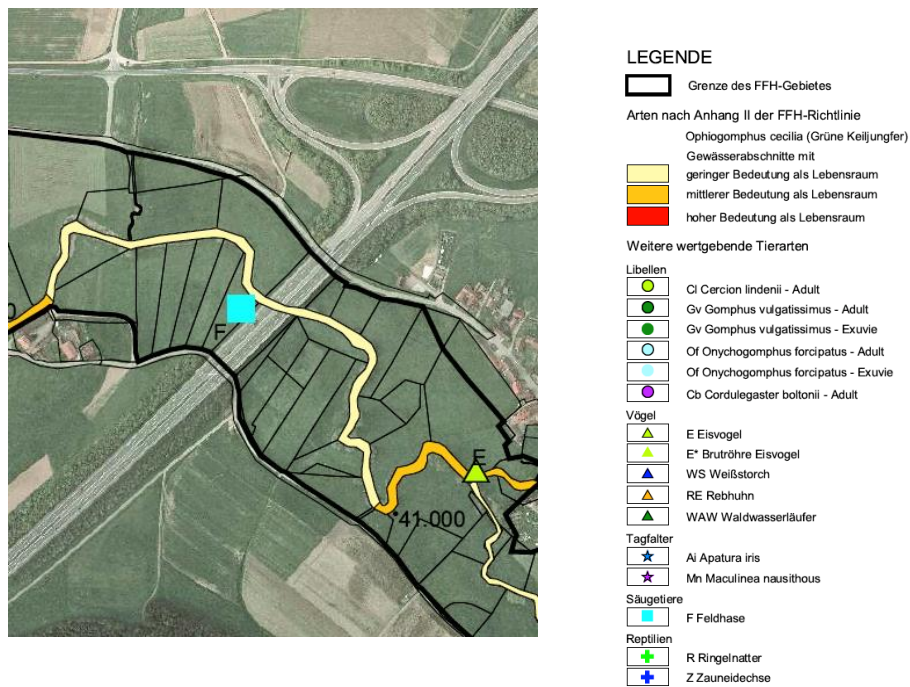 LEGENDE
Grenze des FFH-Gebietes
Arten nach Anhang II der FFH-Richtlinie
Ophiogomphus cecilia (Grüne Keiljungfer)
Gewässerabschnitte mit
geringer Bedeutung als Lebensraum
mittlerer Bedeutung als Lebensraum
hoher Bedeutung als Lebensraum
Weitere wertgebende Tierarten
Libellen
Cl Cercion lindenii - Adult
Gv Gomphus vulgatissimus - Adult
Gv Gomphus vulgatissimus - Exuvie
Of Onychogomphus forcipatus - Adult
Of Onychogomphus forcipatus - Exuvie
Cb Cordulegaster boltonii - Adult
Vögel
E Eisvogel
E* Brutröhre Eisvogel
WS Weißstorch
RE Rebhuhn
WAW Waldwasserläufer
Tagfalter
Ai Apatura iris
Mn Maculinea nausithous
Säugetiere
F Feldhase
Reptilien
R Ringelnatter
Z Zauneidechse
F
E
41.000